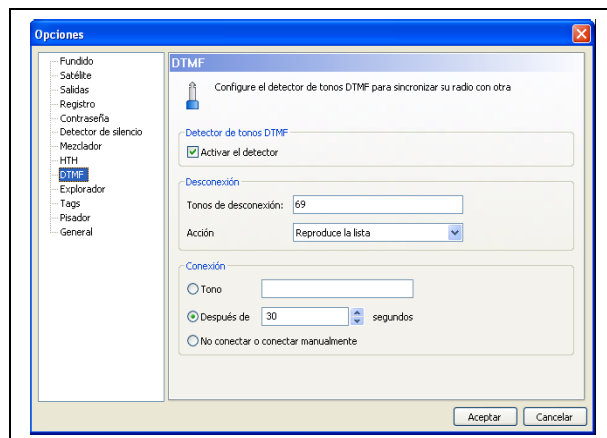 Opciones
Fundido
Satélite
Salidas
Registro
Contraseña
Detector de silencio
Mezclador
HTH
DTMF
Explorador
Tags
Pisador
General
DTMF
Configure el detector de tonos DTMF para sincronizar su radio con otra
Detector de tonos DTMF
Activar el detector
Desconexión
Tonos de desconexión: 69
Acción Reproduce la lista
Conexión
Tono
Después de 30 segundos
No conectar o conectar manualmente
Aceptar Cancelar